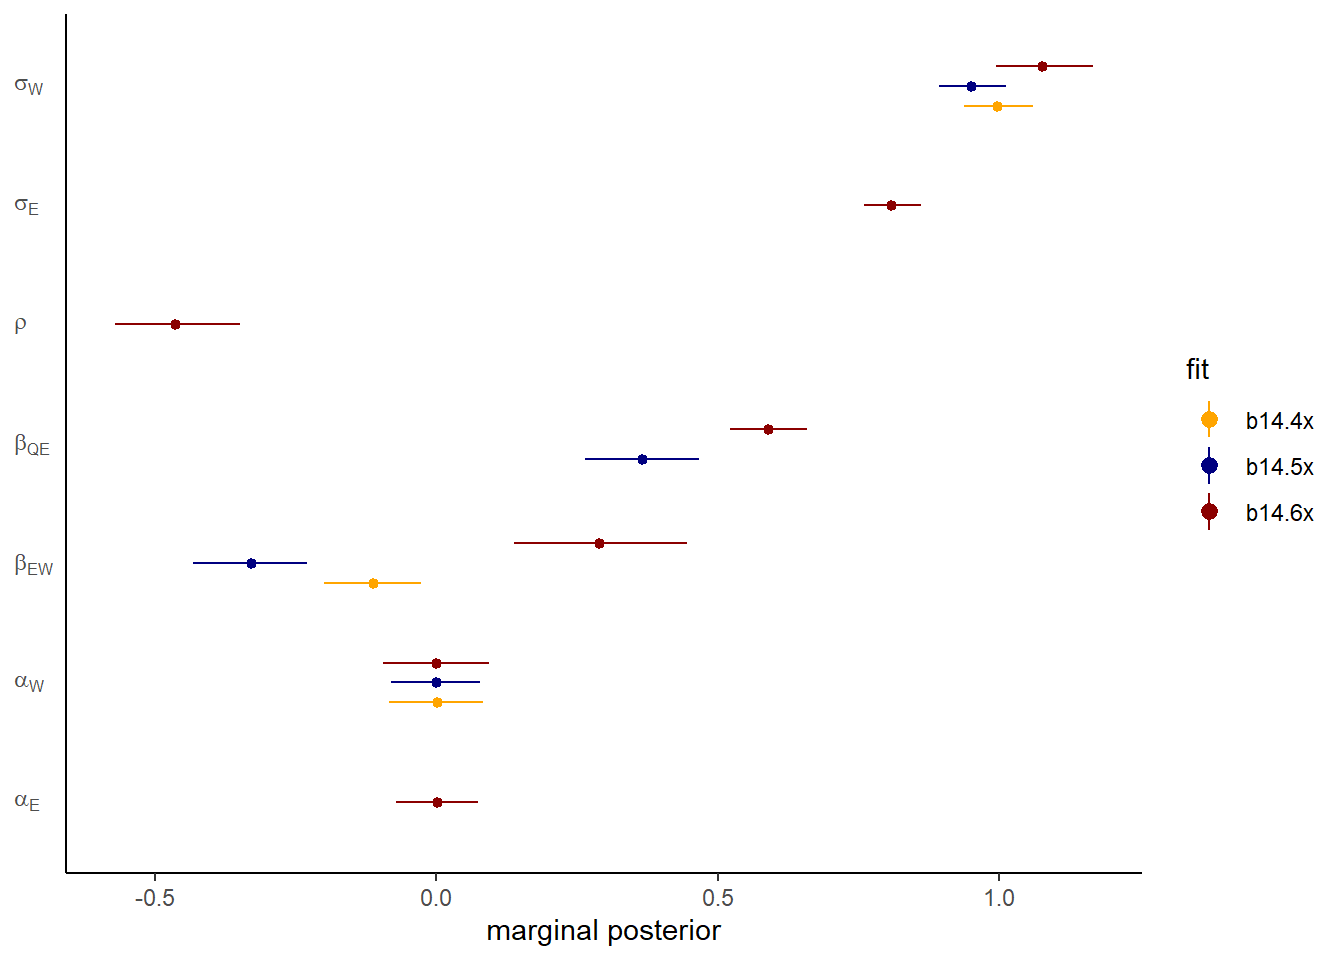 σW
σE
ρ
βQE
βEW
αW
αE
-0.5 0.0 0.5 1.0
marginal posterior
fit
b14.4x
b14.5x
b14.6x